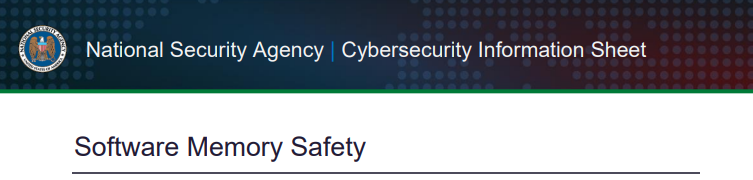 National Security Agency | Cybersecurity Information Sheet
Software Memory Safety